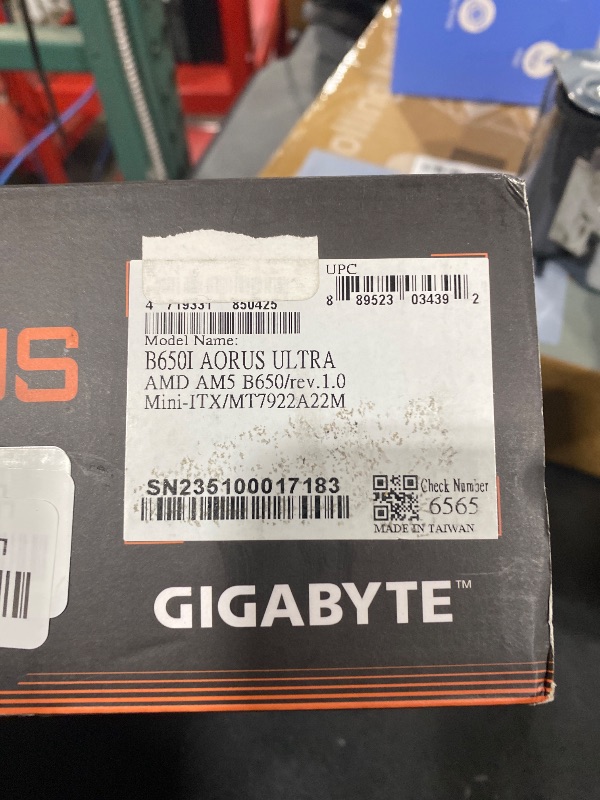 US
UPC
4 719331 850425
8 89523 03439 2
Model Name:
B650I AORUS ULTRA
AMD AM5 B650/rev.1.0
Mini-ITX/MT7922A22M
SN235100017183
Check Number
6565
MADE IN TAIWAN
GIGABYTE™